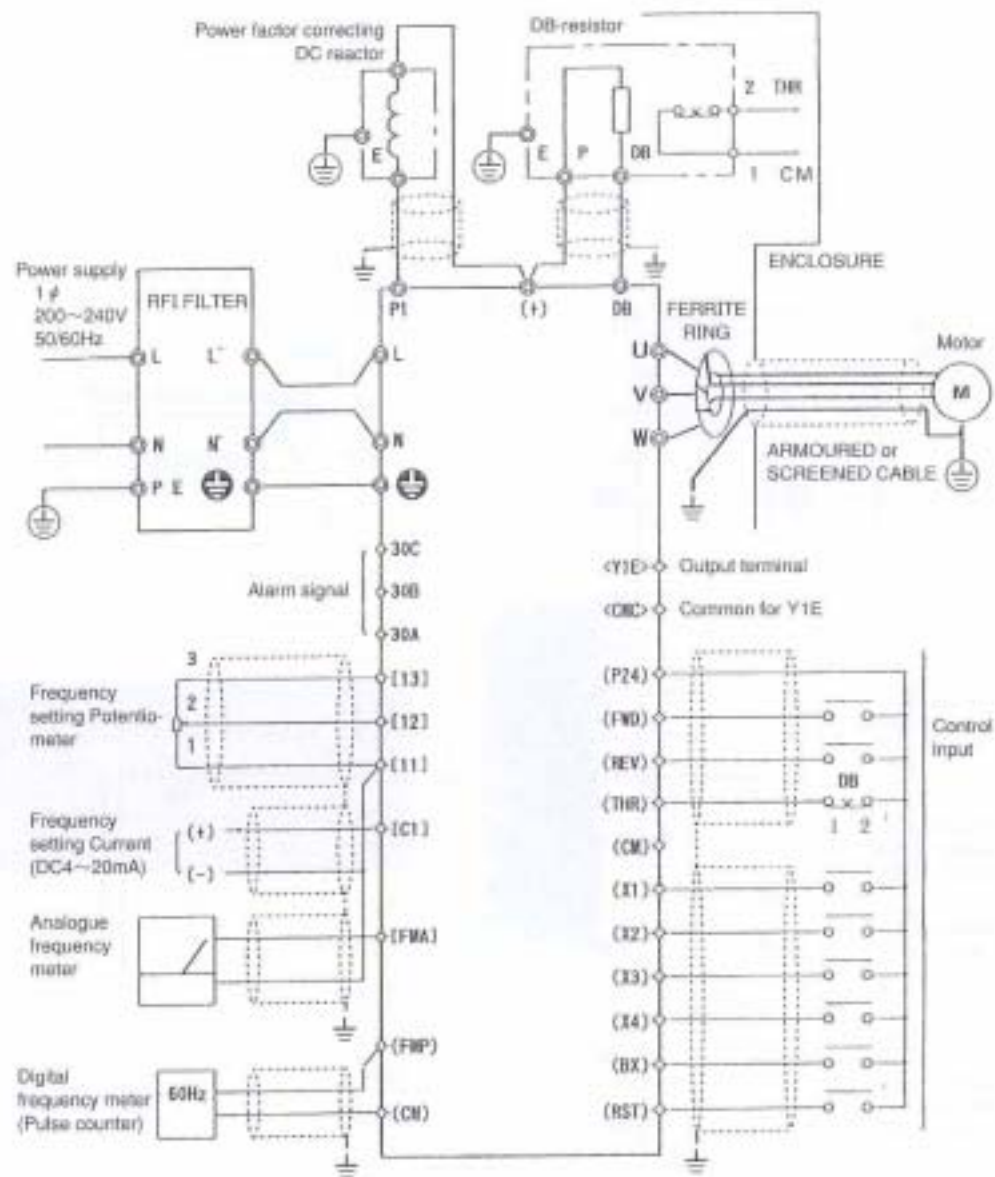 Power factor correcting
DC reactor
E
DB-resistor
E P DB
2 THR
1 CM
Power supply
1 φ
200~240V
50/60Hz
RFI FILTER
L L'
N N'
P E
P1 (+) DB
L
N
ENCLOSURE
FERRITE
RING
U
V
W
Motor
M
ARMOURED or
SCREENED CABLE
Alarm signal
30C
30B
30A
<Y1E> Output terminal
<CMC> Common for Y1E
Frequency
setting Potentio-
meter
3
2
1
[13]
[12]
[11]
Frequency
setting Current
(DC4~20mA)
(+)
(-)
[C1]
Analogue
frequency
meter
[FMA]
(FMP)
Digital
frequency meter
(Pulse counter)
60Hz
(CM)
(P24)
(FWD)
(REV)
(THR)
DB
1 2
(CM)
(X1)
(X2)
(X3)
(X4)
(BX)
(RST)
Control
input